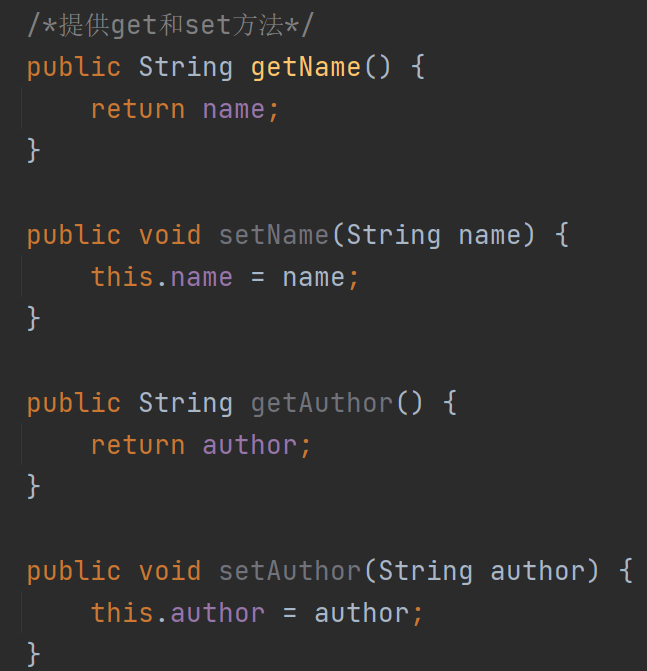 /*提供get和set方法*/
public String getName() {
    return name;
}

public void setName(String name) {
    this.name = name;
}

public String getAuthor() {
    return author;
}

public void setAuthor(String author) {
    this.author = author;
}